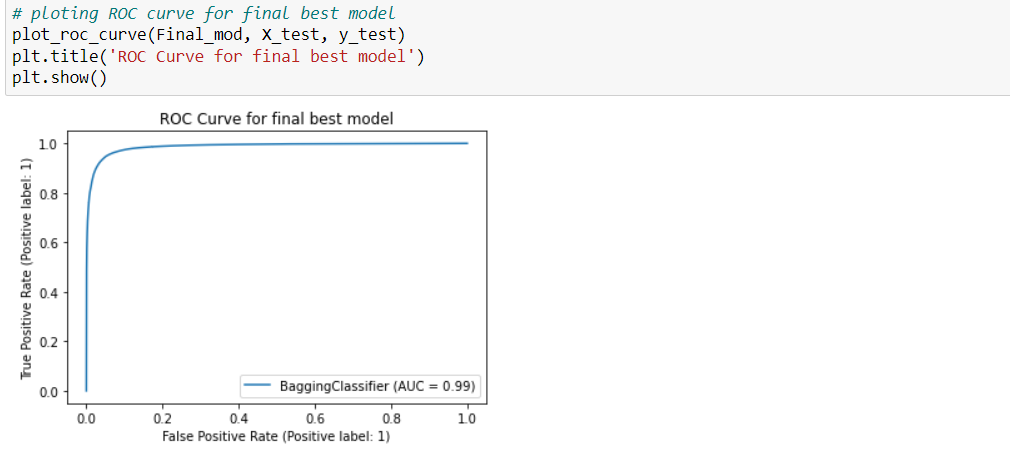 # ploting ROC curve for final best model
plot_roc_curve(Final_mod, X_test, y_test)
plt.title('ROC Curve for final best model')
plt.show()
ROC Curve for final best model
True Positive Rate (Positive label: 1)
1.0
0.8
0.6
0.4
0.2
0.0
BaggingClassifier (AUC = 0.99)
0.0 0.2 0.4 0.6 0.8 1.0
False Positive Rate (Positive label: 1)